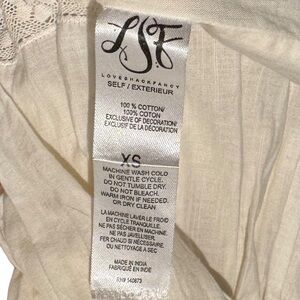 LSF
LOVESHACKFANCY
SELF / EXTERIEUR
100 % COTTON/
100% COTON
EXCLUSIVE OF DECORATION/
EXCLUSIF DE LA DÉCORATION
XS
MACHINE WASH COLD
IN GENTLE CYCLE.
DO NOT TUMBLE DRY.
DO NOT BLEACH.
WARM IRON IF NEEDED.
OR DRY CLEAN
LA MACHINE LAVER LE FROID
EN CYCLE TRANQUILLE.
NE PAS SÉCHER AU MACHINE.
NE PAS JAVELLISER
FER CHAUD SI NÉCESSAIRE.
OU NETTOYAGE A SEC
MADE IN INDIA
FABRIQUÉ EN INDE